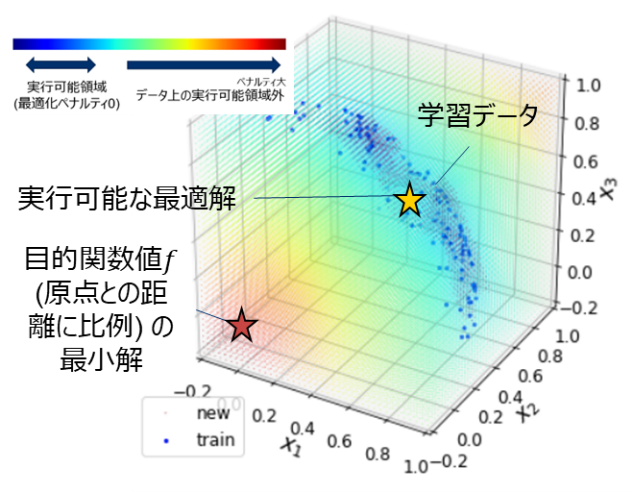 ペナルティ大
実行可能領域
(最適化ペナルティ0)
データ上の実行可能領域外
学習データ
実行可能な最適解
目的関数値f
(原点との距
離に比例) の
最小解
1.0
0.8
0.6
0.4
0.2
0.0
−0.2
X3
1.0
0.8
0.6
0.4
0.2
0.0
−0.2
X2
−0.2
0.0
0.2
0.4
0.6
0.8
1.0
X1
new
train